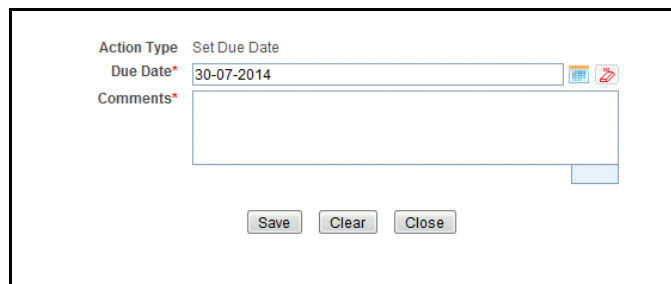 Action Type Set Due Date
Due Date* 30-07-2014
Comments*
Save Clear Close